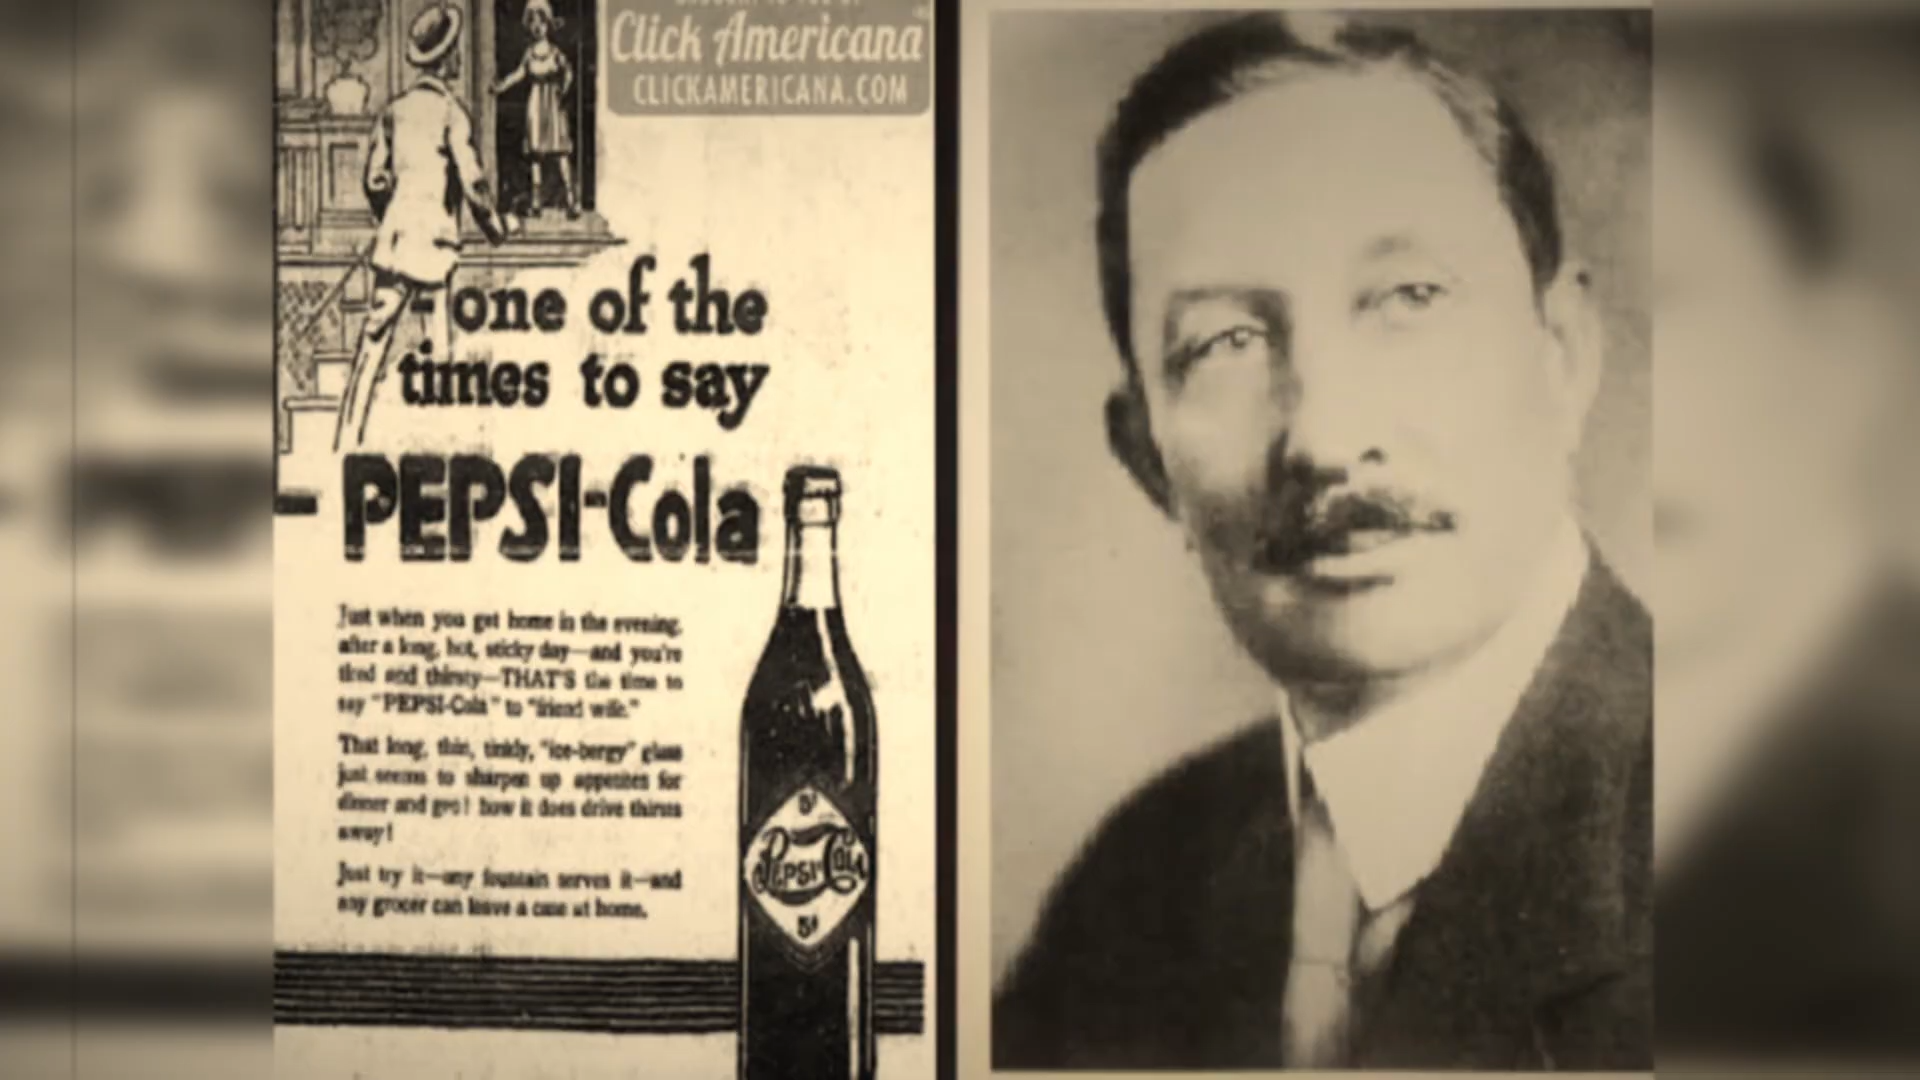 Click Americana
CLICKAMERICANA.COM
- one of the
times to say
- PEPSI-Cola
Just when you get home in the evening,
after a long, hot, sticky day—and you're
tired and thirsty—THAT'S the time to
say "PEPSI-Cola" to "friend wife."
That long, thin, tinkly, "ice-bergy" glass
just seems to sharpen up appetites for
dinner and gee! how it does drive thirsts
away!
Just try it—any fountain serves it—and
any grocer can leave a case at home.
5¢
PEPSI-Cola
5¢